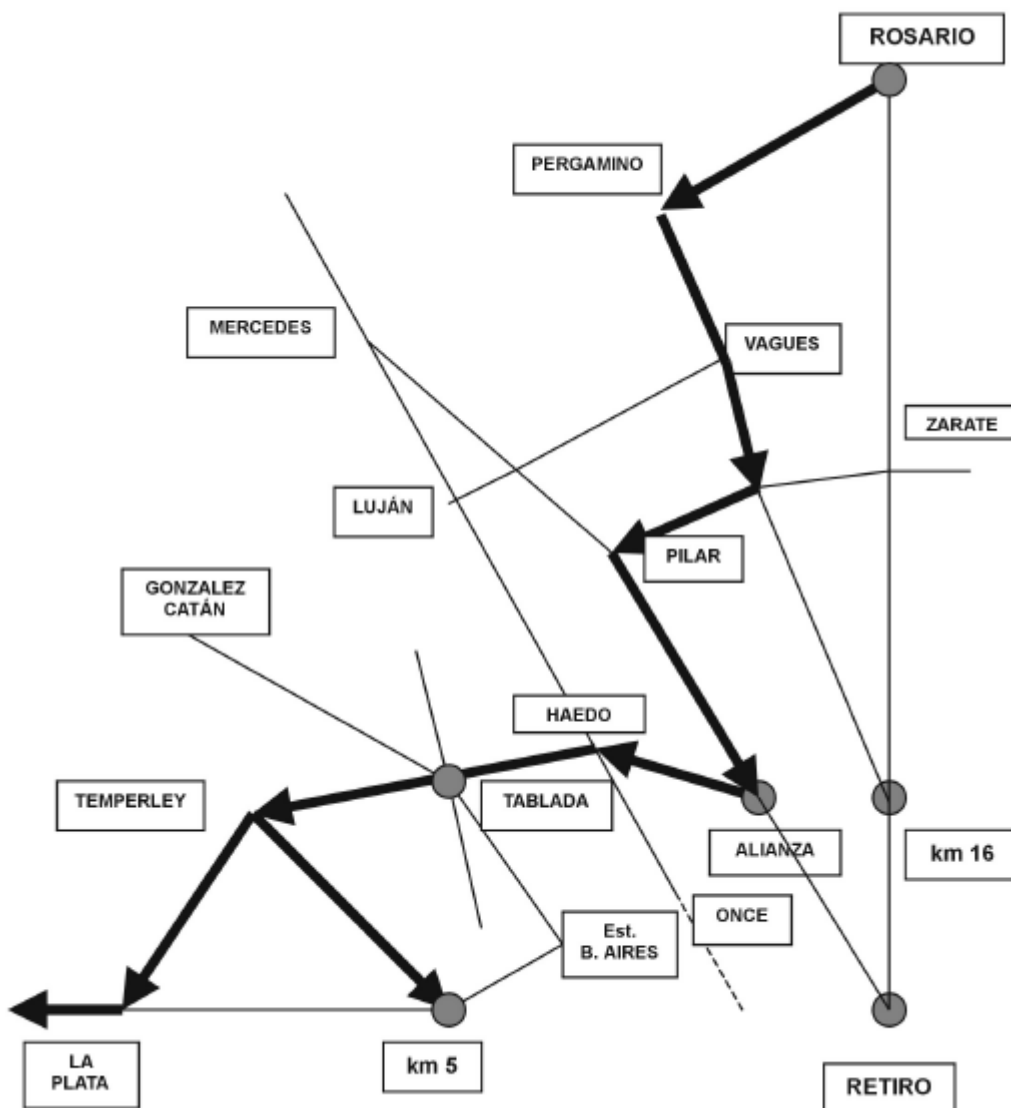 ROSARIO
PERGAMINO
MERCEDES
VAGUES
ZARATE
LUJÁN
PILAR
GONZALEZ
CATÁN
HAEDO
TEMPERLEY
TABLADA
ALIANZA
km 16
Est.
B. AIRES
ONCE
LA
PLATA
km 5
RETIRO